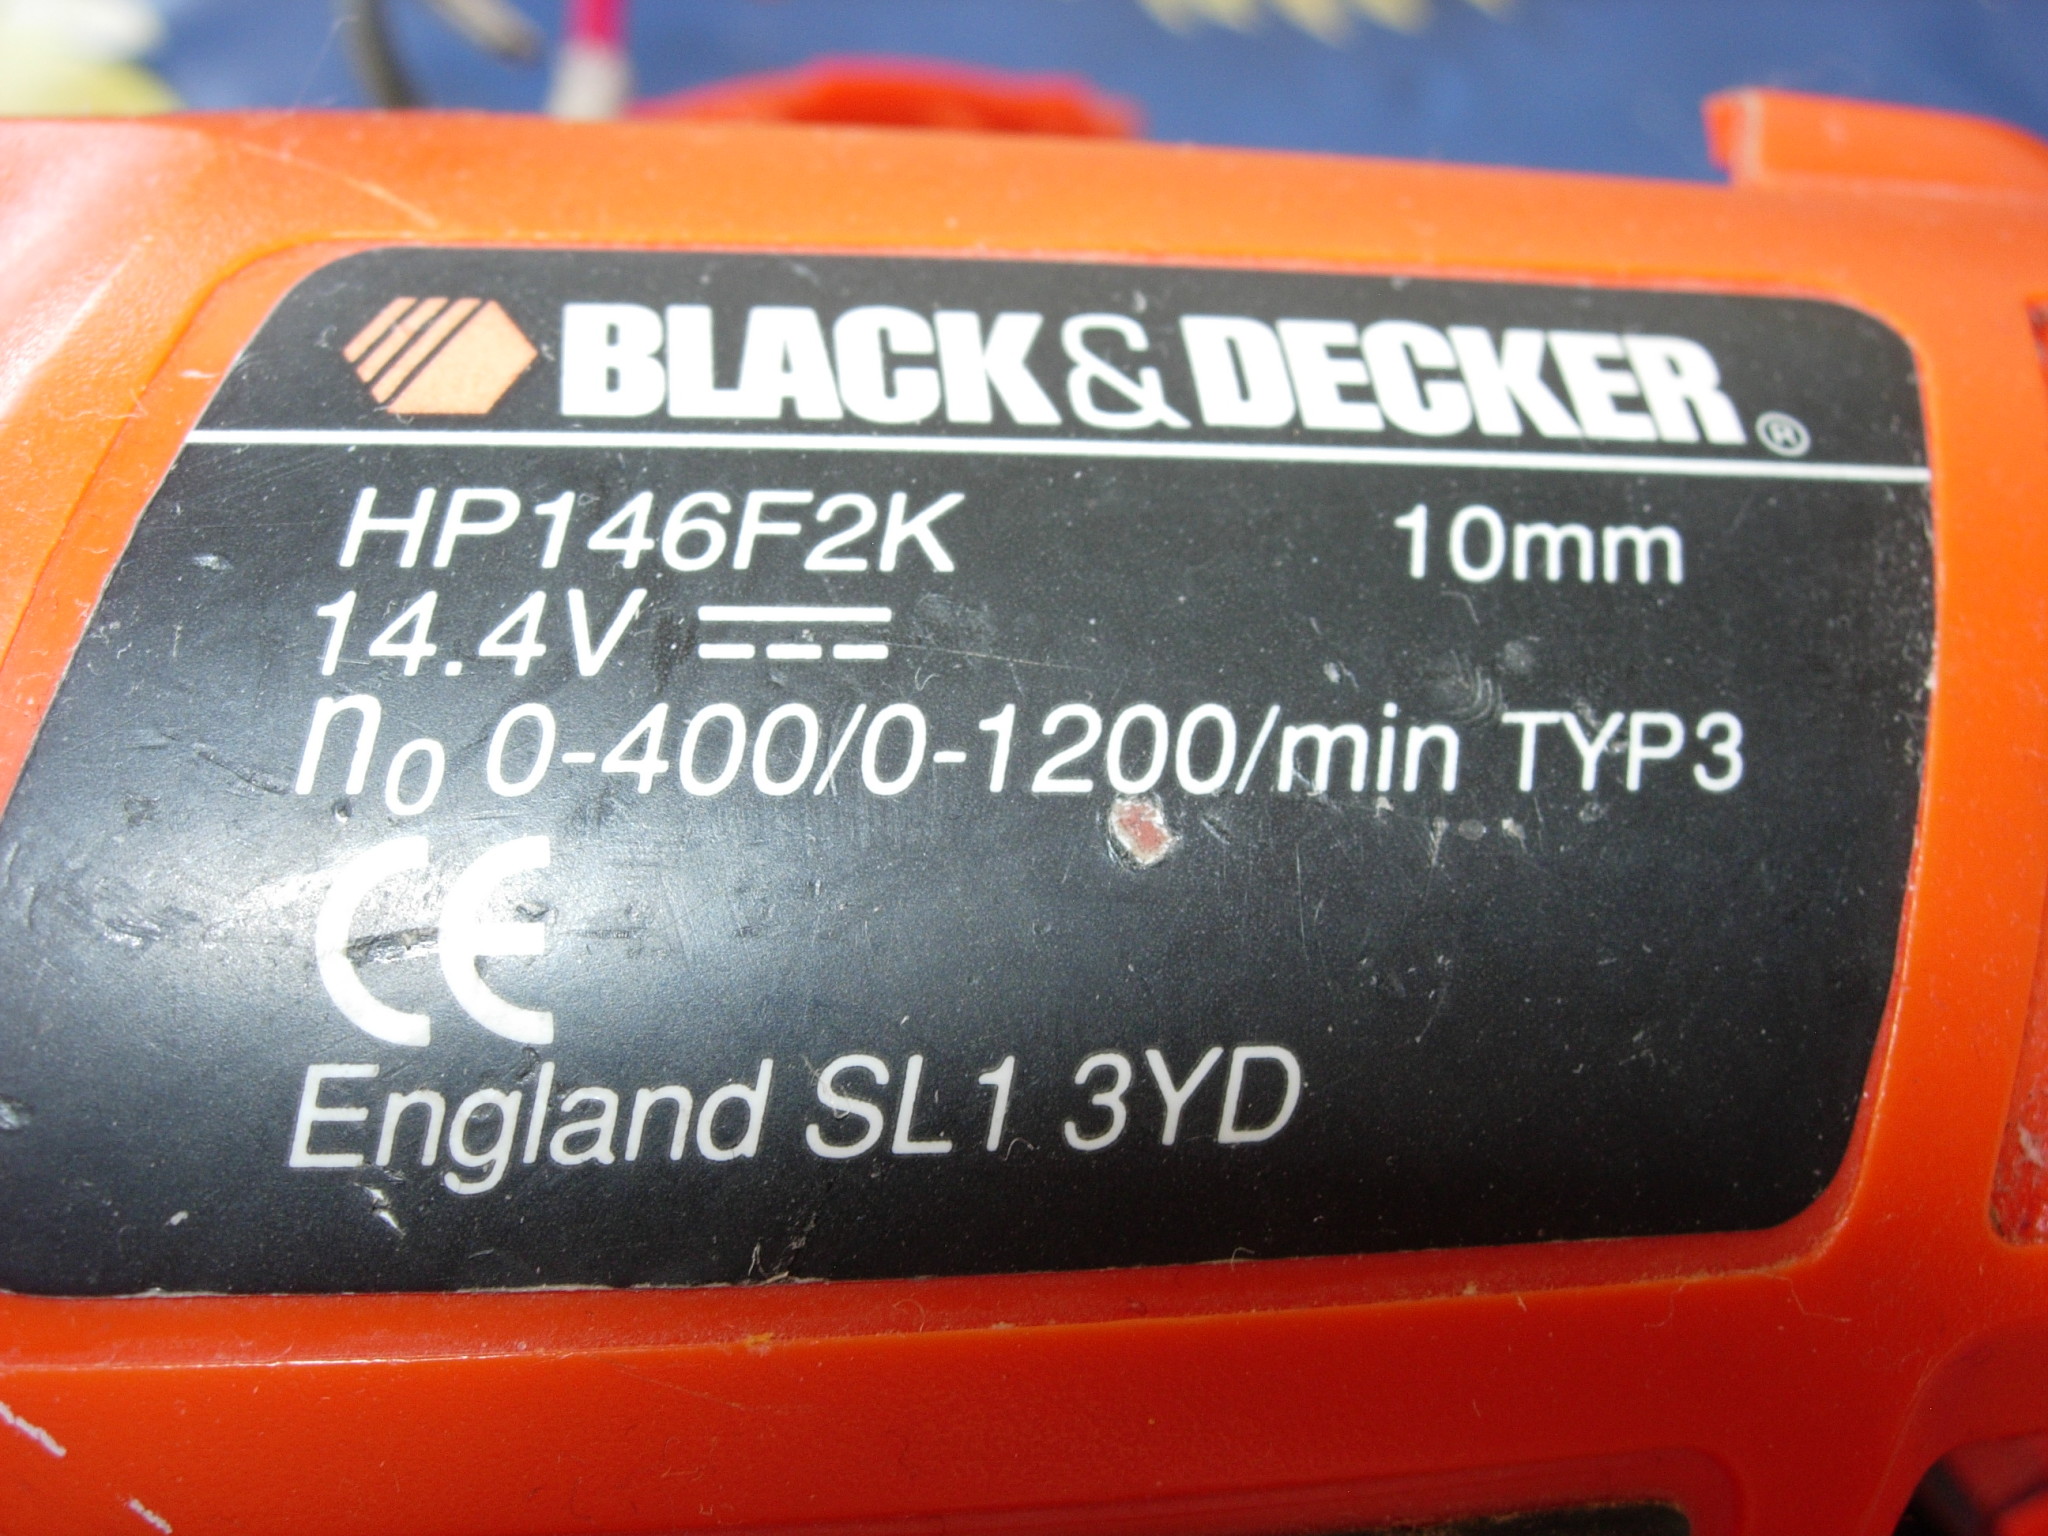 BLACK&DECKER®
HP146F2K 10mm
14.4V ⎓
n₀ 0-400/0-1200/min TYP3
CE
England SL1 3YD